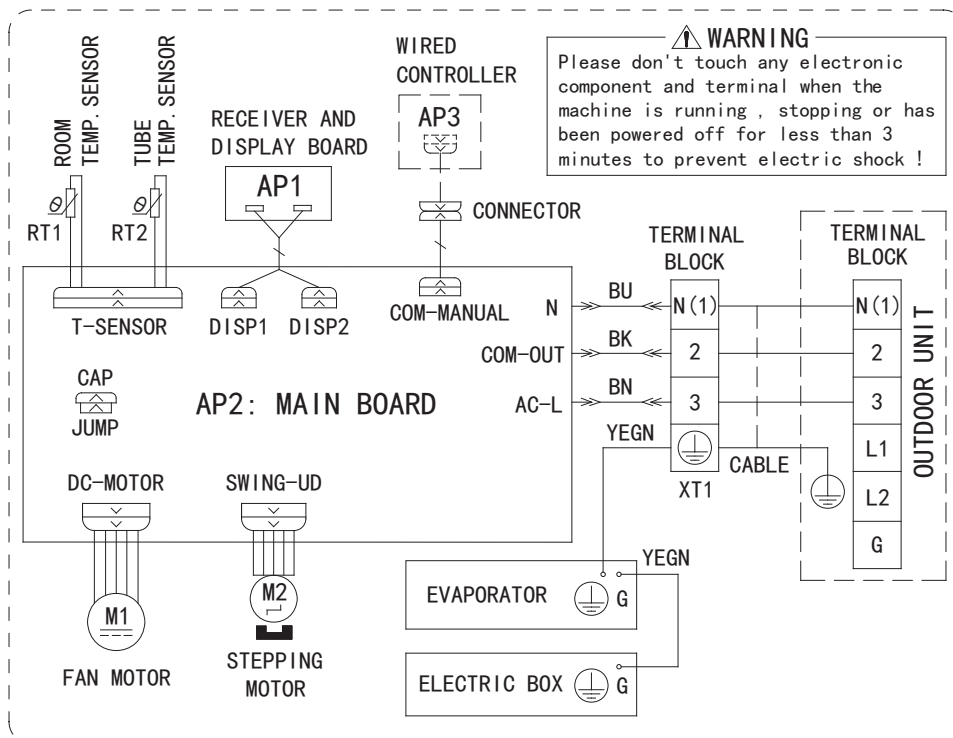 WARNING
Please don't touch any electronic
component and terminal when the
machine is running , stopping or has
been powered off for less than 3
minutes to prevent electric shock !
ROOM
TEMP. SENSOR
TUBE
TEMP. SENSOR
θ
RT1
θ
RT2
RECEIVER AND
DISPLAY BOARD
AP1
WIRED
CONTROLLER
AP3
CONNECTOR
T-SENSOR
DISP1
DISP2
COM-MANUAL
N
COM-OUT
AC-L
CAP
JUMP
AP2: MAIN BOARD
DC-MOTOR
SWING-UD
M1
FAN MOTOR
M2
STEPPING
MOTOR
BU
BK
BN
YEGN
TERMINAL
BLOCK
N(1)
2
3
XT1
CABLE
TERMINAL
BLOCK
N(1)
2
3
L1
L2
G
OUTDOOR UNIT
YEGN
EVAPORATOR
G
ELECTRIC BOX
G